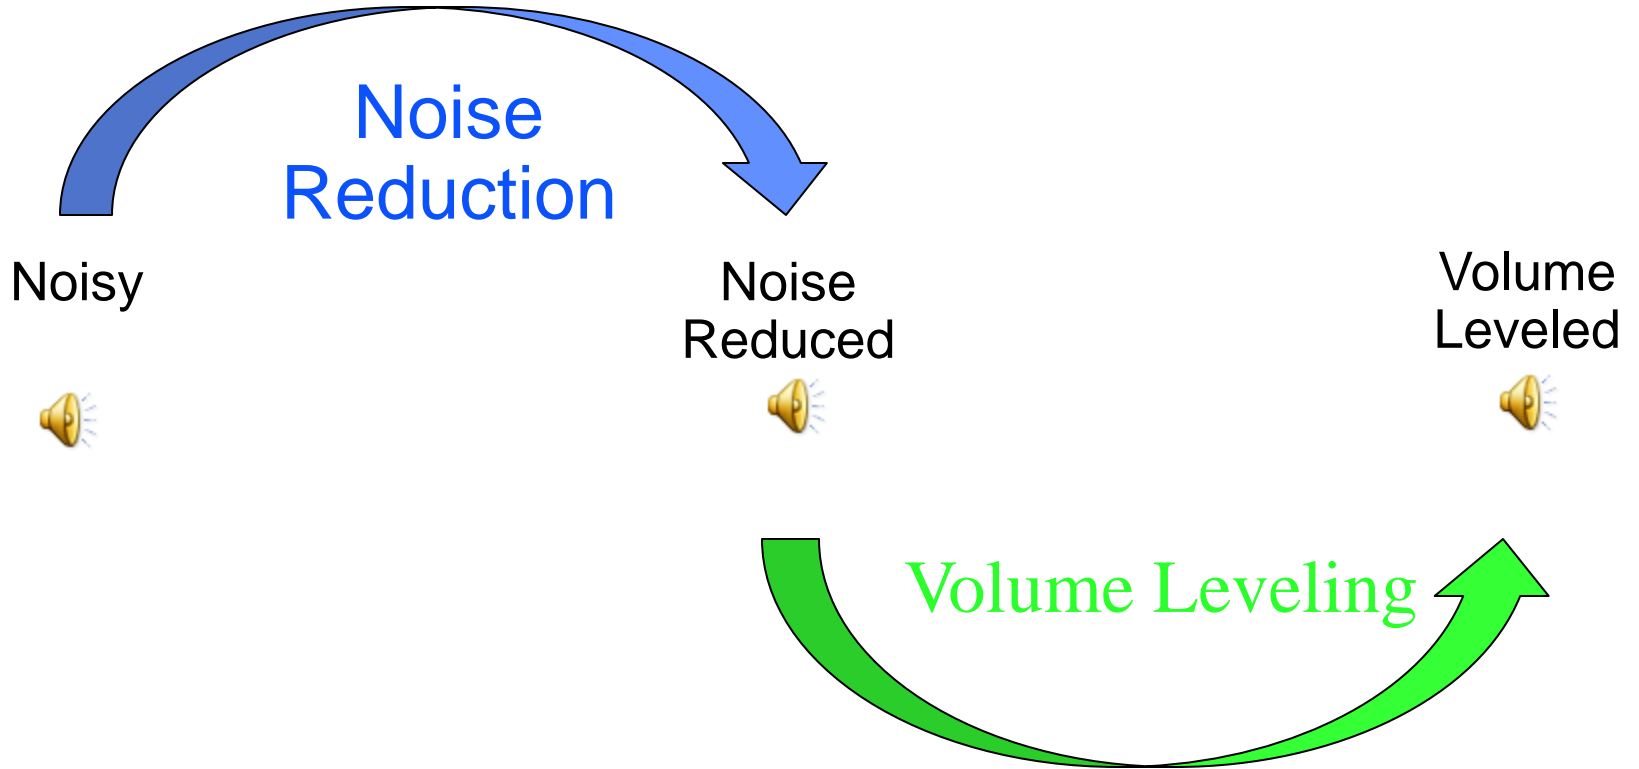 Noise
Reduction
Noisy
Noise
Reduced
Volume
Leveled
Volume Leveling